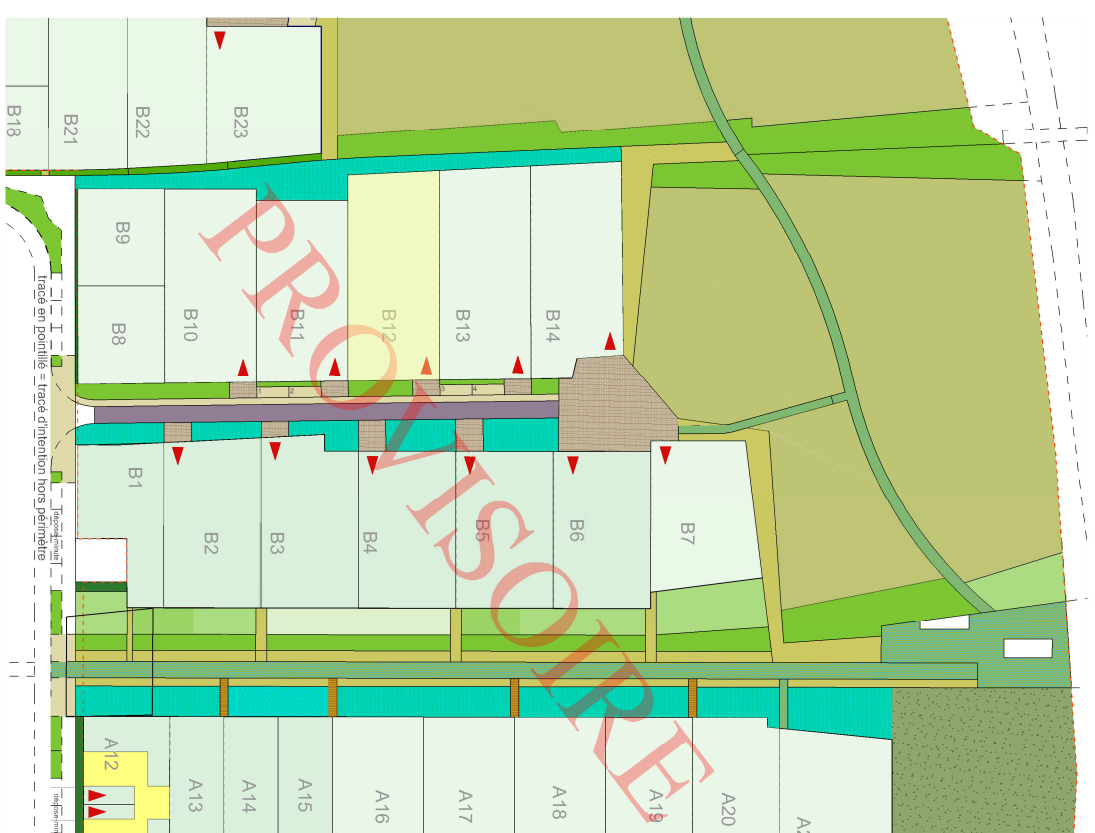 B18
B21
B22
B23
B9
B8
B10
B11
B12
B13
B14
1
2
3
4
tracé en pointillé = tracé d'intention hors périmètre
B1
B2
B3
B4
B5
B6
B7
dépose-minute
PROVISOIRE
A12
A13
A14
A15
A16
A17
A18
A19
A20